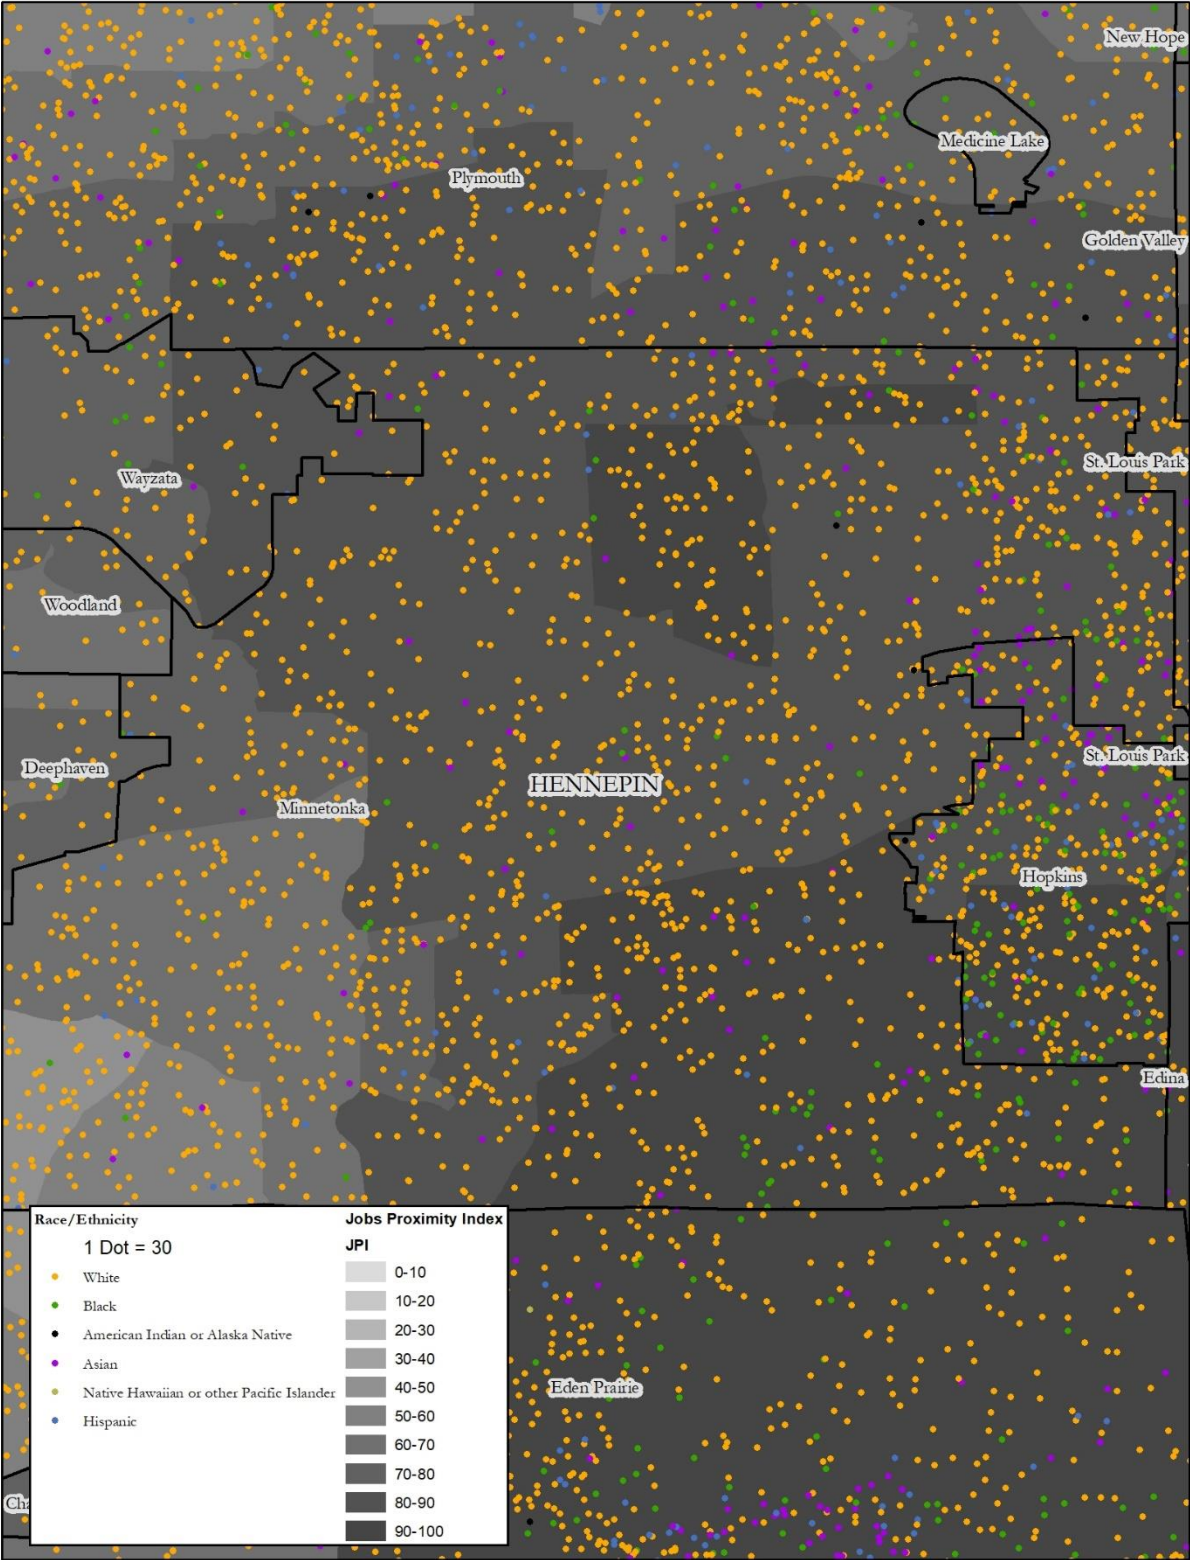 New Hope
Medicine Lake
Plymouth
Golden Valley
St. Louis Park
Wayzata
Woodland
St. Louis Park
Deephaven
HENNEPIN
Minnetonka
Hopkins
Edina
Race/Ethnicity
1 Dot = 30
White
Black
American Indian or Alaska Native
Asian
Native Hawaiian or other Pacific Islander
Hispanic
Jobs Proximity Index
JPI
0-10
10-20
20-30
30-40
40-50
50-60
60-70
70-80
80-90
90-100
Eden Prairie
Cha